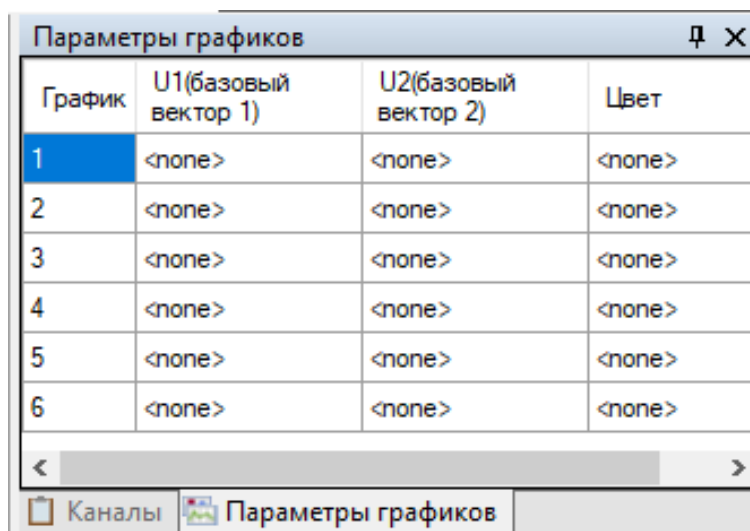 Параметры графиков
График U1(базовый вектор 1) U2(базовый вектор 2) Цвет
1 <none> <none> <none>
2 <none> <none> <none>
3 <none> <none> <none>
4 <none> <none> <none>
5 <none> <none> <none>
6 <none> <none> <none>
Каналы Параметры графиков